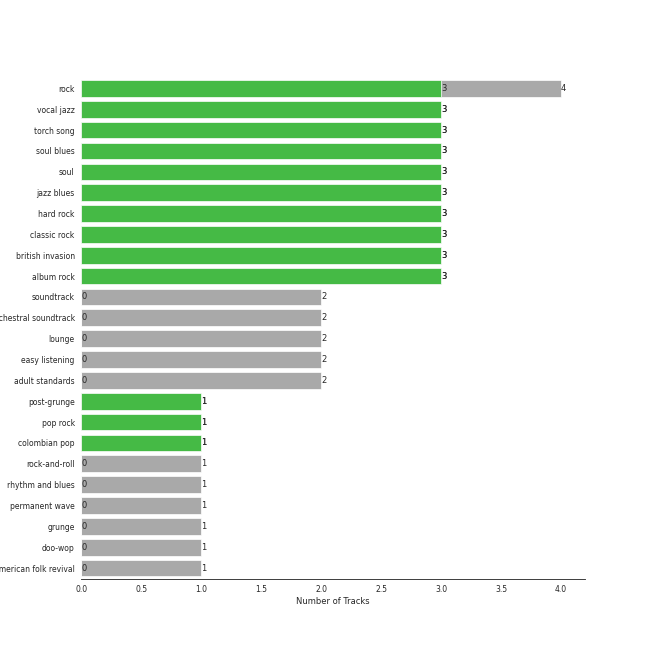 rock 3 4
vocal jazz 3
torch song 3
soul blues 3
soul 3
jazz blues 3
hard rock 3
classic rock 3
british invasion 3
album rock 3
soundtrack 0 2
chestral soundtrack 0 2
lounge 0 2
easy listening 0 2
adult standards 0 2
post-grunge 1
pop rock 1
colombian pop 1
rock-and-roll 0 1
rhythm and blues 0 1
permanent wave 0 1
grunge 0 1
doo-wop 0 1
merican folk revival 0 1
0.0 0.5 1.0 1.5 2.0 2.5 3.0 3.5 4.0
Number of Tracks